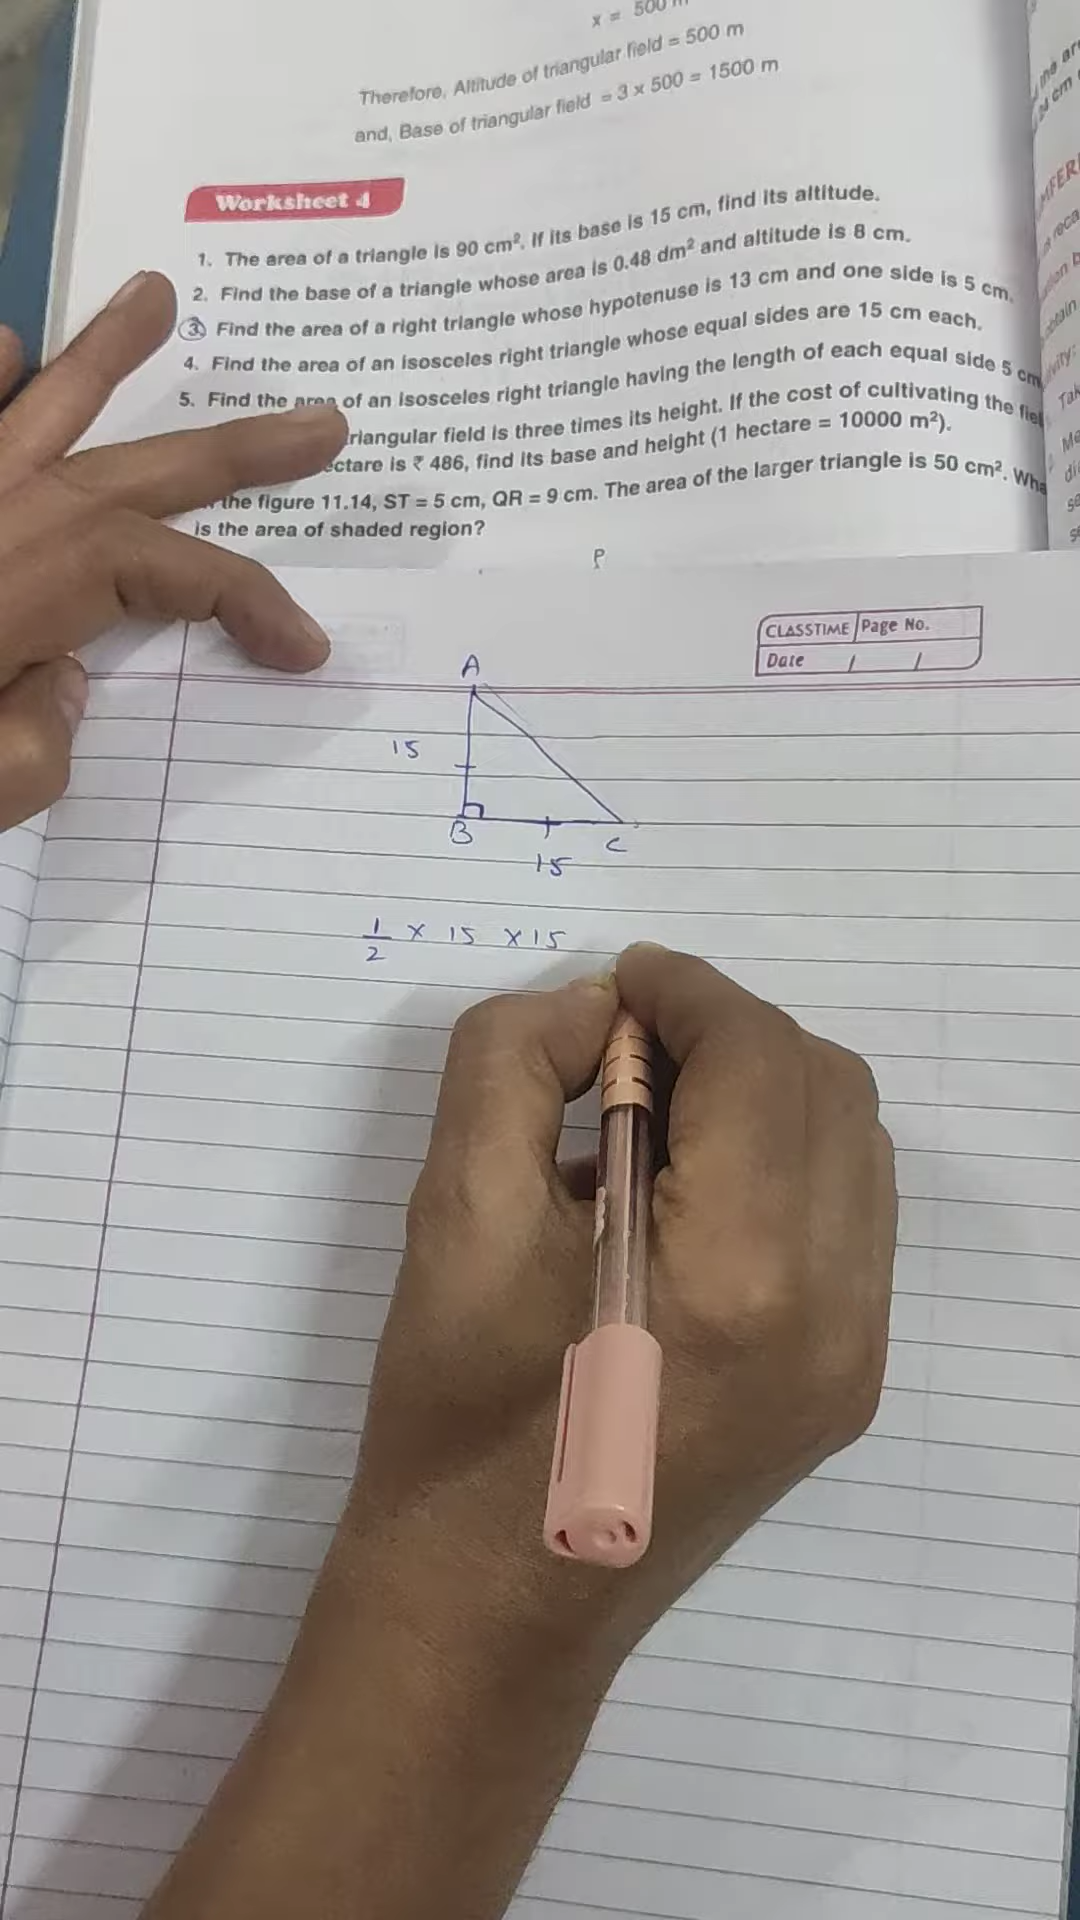 x = 500 m
Therefore, Altitude of triangular field = 500 m
and, Base of triangular field = 3 × 500 = 1500 m
Worksheet 4
1. The area of a triangle is 90 cm². If its base is 15 cm, find its altitude.
2. Find the base of a triangle whose area is 0.48 dm² and altitude is 8 cm.
3. Find the area of a right triangle whose hypotenuse is 13 cm and one side is 5 cm.
4. Find the area of an isosceles right triangle whose equal sides are 15 cm each.
5. Find the area of an isosceles right triangle having the length of each equal side 5 cm
riangular field is three times its height. If the cost of cultivating the fiel
ectare is ₹ 486, find its base and height (1 hectare = 10000 m²).
the figure 11.14, ST = 5 cm, QR = 9 cm. The area of the larger triangle is 50 cm². Wha
is the area of shaded region?
P
CLASSTIME Page No.
Date / /
A
15
B
C
15
1/2 × 15 × 15